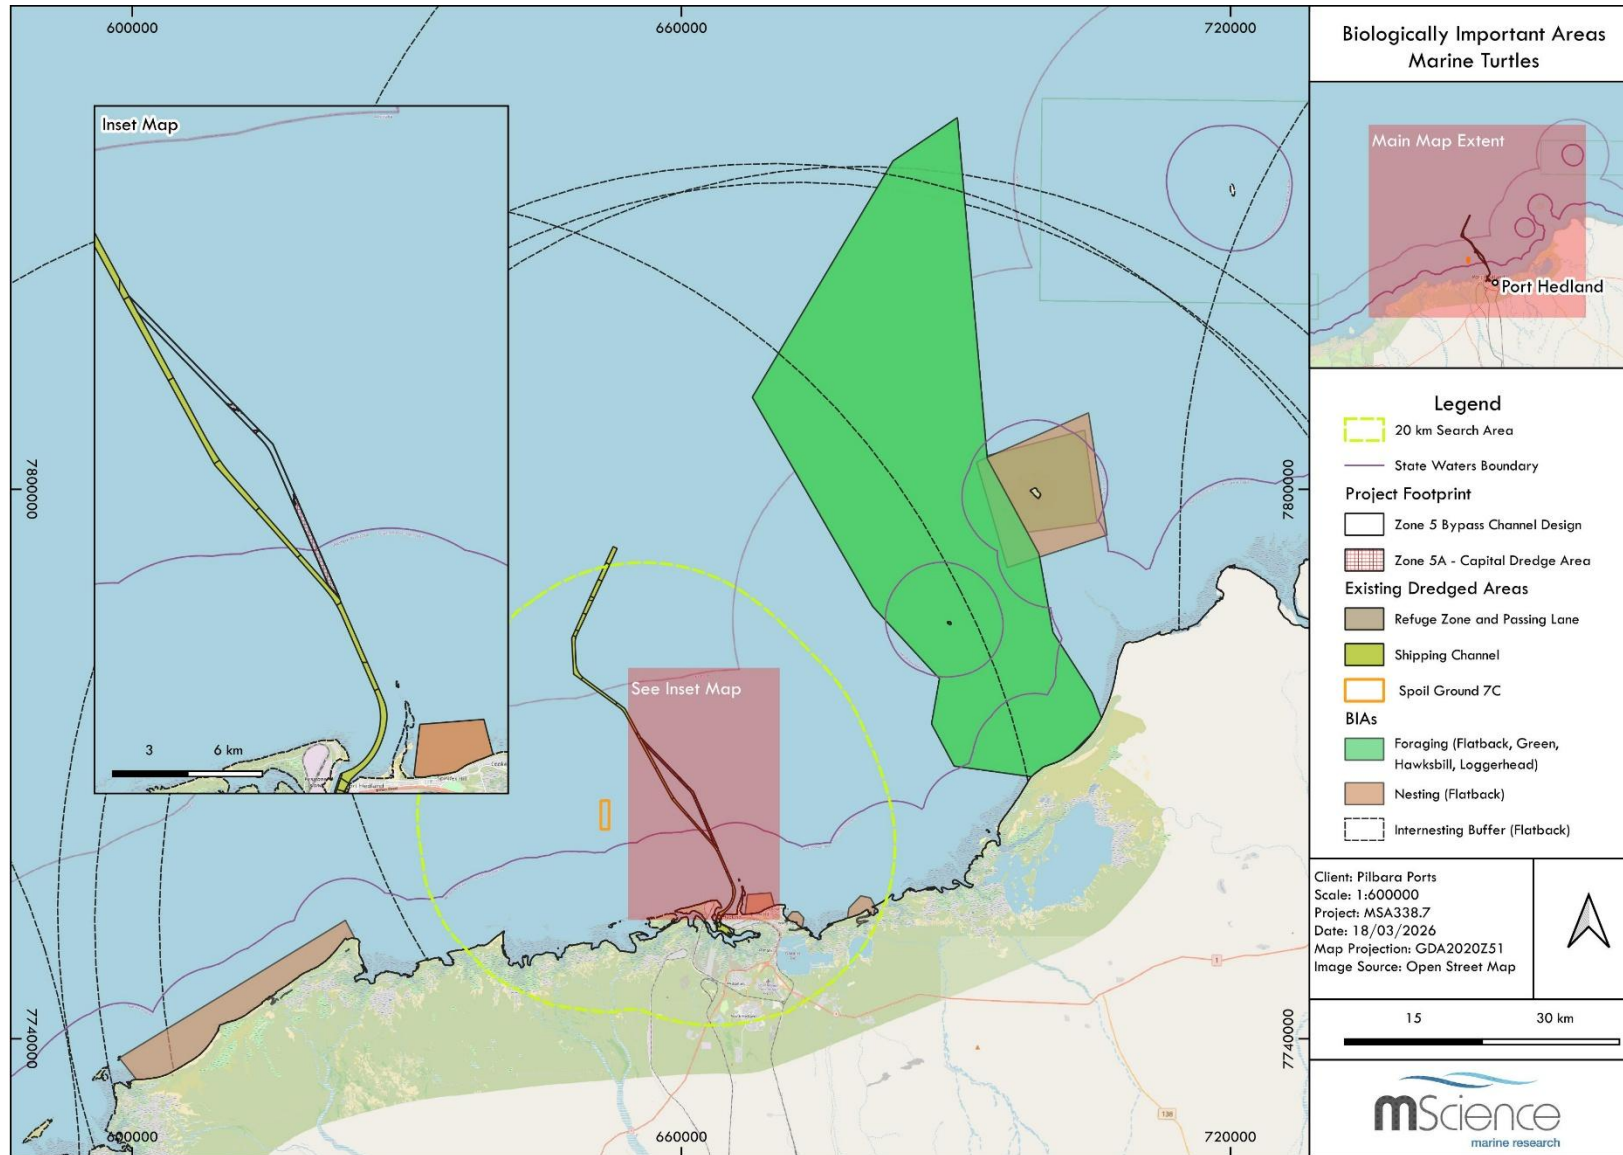 600000
660000
720000
Biologically Important Areas
Marine Turtles
Inset Map
Main Map Extent
Port Hedland
7800000
7800000
See Inset Map
3 6 km
Port Hedland
Legend
20 km Search Area
State Waters Boundary
Project Footprint
Zone 5 Bypass Channel Design
Zone 5A - Capital Dredge Area
Existing Dredged Areas
Refuge Zone and Passing Lane
Shipping Channel
Spoil Ground 7C
BIAs
Foraging (Flatback, Green,
Hawksbill, Loggerhead)
Nesting (Flatback)
Internesting Buffer (Flatback)
Client: Pilbara Ports
Scale: 1:600000
Project: MSA338.7
Date: 18/03/2026
Map Projection: GDA2020Z51
Image Source: Open Street Map
1
138
7740000
7740000
15 30 km
600000
660000
720000
mScience
marine research